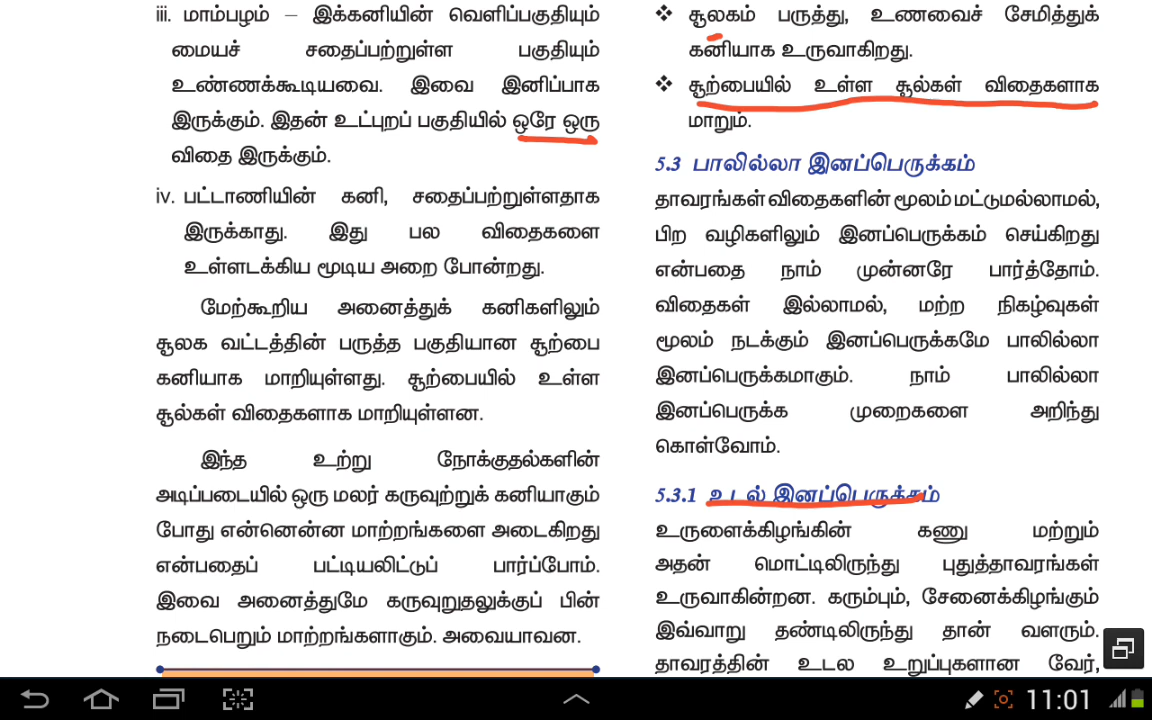 iii. மாம்பழம் – இக்கனியின் வெளிப்பகுதியும்
மையச் சதைப்பற்றுள்ள பகுதியும்
உண்ணக்கூடியவை. இவை இனிப்பாக
இருக்கும். இதன் உட்புறப் பகுதியில் ஒரே ஒரு
விதை இருக்கும்.
iv. பட்டாணியின் கனி, சதைப்பற்றுள்ளதாக
இருக்காது. இது பல விதைகளை
உள்ளடக்கிய மூடிய அறை போன்றது.
மேற்கூறிய அனைத்துக் கனிகளிலும்
சூலக வட்டத்தின் பருத்த பகுதியான சூற்பை
கனியாக மாறியுள்ளது. சூற்பையில் உள்ள
சூல்கள் விதைகளாக மாறியுள்ளன.
இந்த உற்று நோக்குதல்களின்
அடிப்படையில் ஒரு மலர் கருவுற்றுக் கனியாகும்
போது என்னென்ன மாற்றங்களை அடைகிறது
என்பதைப் பட்டியலிட்டுப் பார்ப்போம்.
இவை அனைத்துமே கருவுறுதலுக்குப் பின்
நடைபெறும் மாற்றங்களாகும். அவையாவன.
❖ சூலகம் பருத்து, உணவைச் சேமித்துக்
கனியாக உருவாகிறது.
❖ சூற்பையில் உள்ள சூல்கள் விதைகளாக
மாறும்.
5.3 பாலில்லா இனப்பெருக்கம்
தாவரங்கள் விதைகளின் மூலம் மட்டுமல்லாமல்,
பிற வழிகளிலும் இனப்பெருக்கம் செய்கிறது
என்பதை நாம் முன்னரே பார்த்தோம்.
விதைகள் இல்லாமல், மற்ற நிகழ்வுகள்
மூலம் நடக்கும் இனப்பெருக்கமே பாலில்லா
இனப்பெருக்கமாகும். நாம் பாலில்லா
இனப்பெருக்க முறைகளை அறிந்து
கொள்வோம்.
5.3.1 உடல் இனப்பெருக்கம்
உருளைக்கிழங்கின் கணு மற்றும்
அதன் மொட்டிலிருந்து புதுத்தாவரங்கள்
உருவாகின்றன. கரும்பும், சேனைக்கிழங்கும்
இவ்வாறு தண்டிலிருந்து தான் வளரும்.
தாவரத்தின் உடல உறுப்புகளான வேர்,
11:01